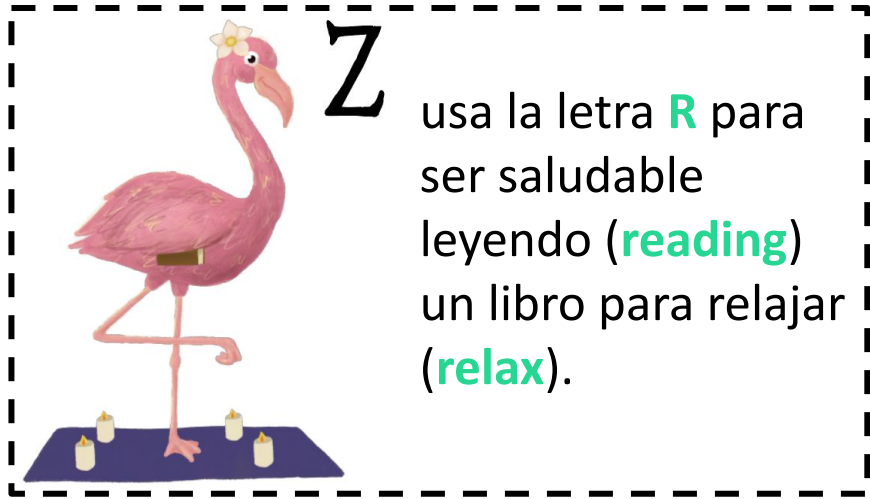 Z
usa la letra R para
ser saludable
leyendo (reading)
un libro para relajar
(relax).